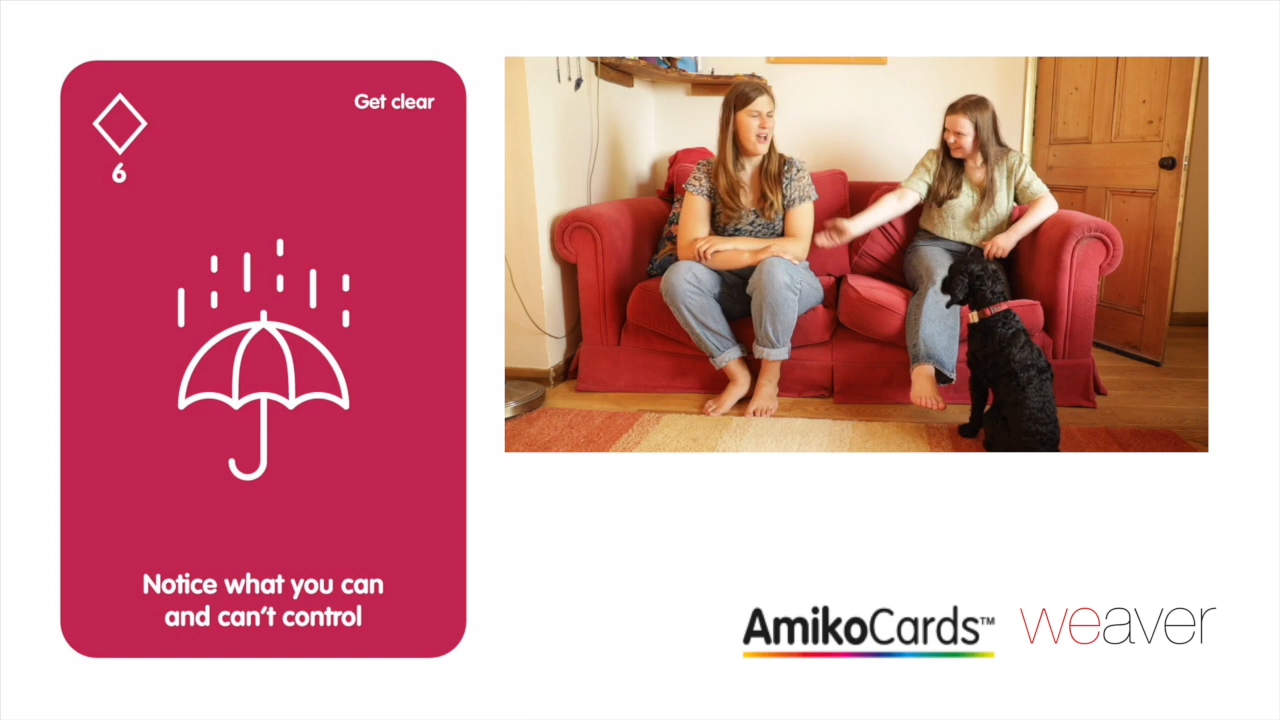 Get clear
6
Notice what you can
and can't control
AmikoCards™
weaver